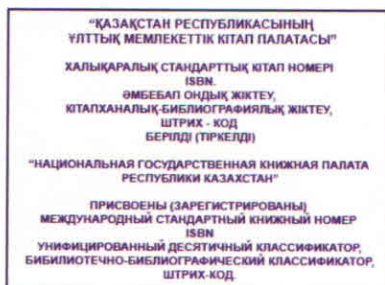 “ҚАЗАҚСТАН РЕСПУБЛИКАСЫНЫҢ
ҰЛТТЫҚ МЕМЛЕКЕТТІК КІТАП ПАЛАТАСЫ”
ХАЛЫҚАРАЛЫҚ СТАНДАРТТЫҚ КІТАП НОМЕРІ
ISBN.
ӘМБЕБАП ОНДЫҚ ЖІКТЕУ,
КІТАПХАНАЛЫҚ-БИБЛИОГРАФИЯЛЫҚ ЖІКТЕУ,
ШТРИХ - КОД
БЕРІЛДІ (ТІРКЕЛДІ)
“НАЦИОНАЛЬНАЯ ГОСУДАРСТВЕННАЯ КНИЖНАЯ ПАЛАТА
РЕСПУБЛИКИ КАЗАХСТАН”
ПРИСВОЕНЫ (ЗАРЕГИСТРИРОВАНЫ)
МЕЖДУНАРОДНЫЙ СТАНДАРТНЫЙ КНИЖНЫЙ НОМЕР
ISBN
УНИФИЦИРОВАННЫЙ ДЕСЯТИЧНЫЙ КЛАССИФИКАТОР,
БИБИЛИОТЕЧНО-БИБЛИОГРАФИЧЕСКИЙ КЛАССИФИКАТОР,
ШТРИХ-КОД.